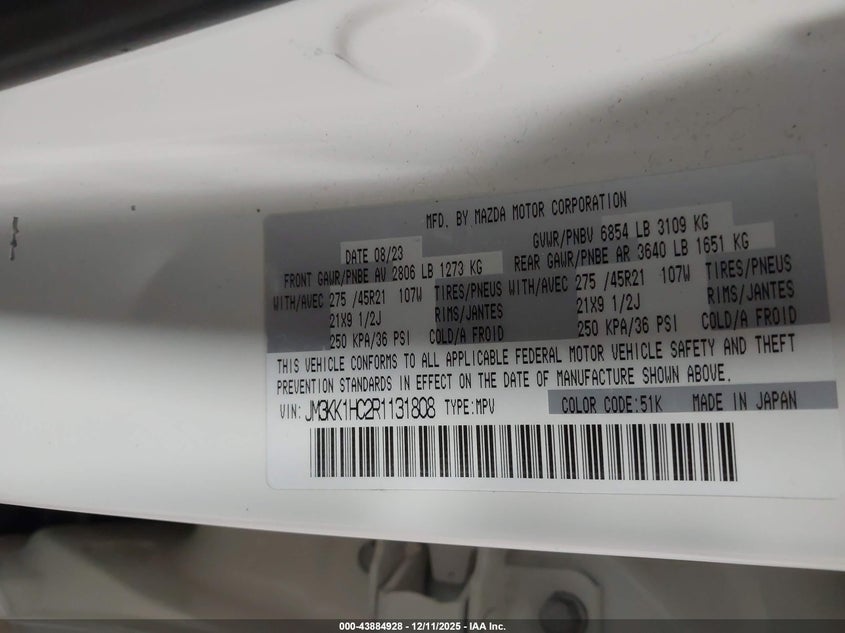 MFD. BY MAZDA MOTOR CORPORATION
DATE 08/23 GVWR/PNBV 6854 LB 3109 KG
FRONT GAWR/PNBE AV 2806 LB 1273 KG REAR GAWR/PNBE AR 3640 LB 1651 KG
WITH/AVEC 275 /45R21 107W TIRES/PNEUS WITH/AVEC 275 /45R21 107W TIRES/PNEUS
21X9 1/2J RIMS/JANTES 21X9 1/2J RIMS/JANTES
250 KPA/36 PSI COLD/A FROID 250 KPA/36 PSI COLD/A FROID
THIS VEHICLE CONFORMS TO ALL APPLICABLE FEDERAL MOTOR VEHICLE SAFETY AND THEFT
PREVENTION STANDARDS IN EFFECT ON THE DATE OF MANUFACTURE SHOWN ABOVE.
VIN: JM3KK1HC2R1131808 TYPE:MPV COLOR CODE:51K MADE IN JAPAN
000-43884928 - 12/11/2025 - IAA Inc.